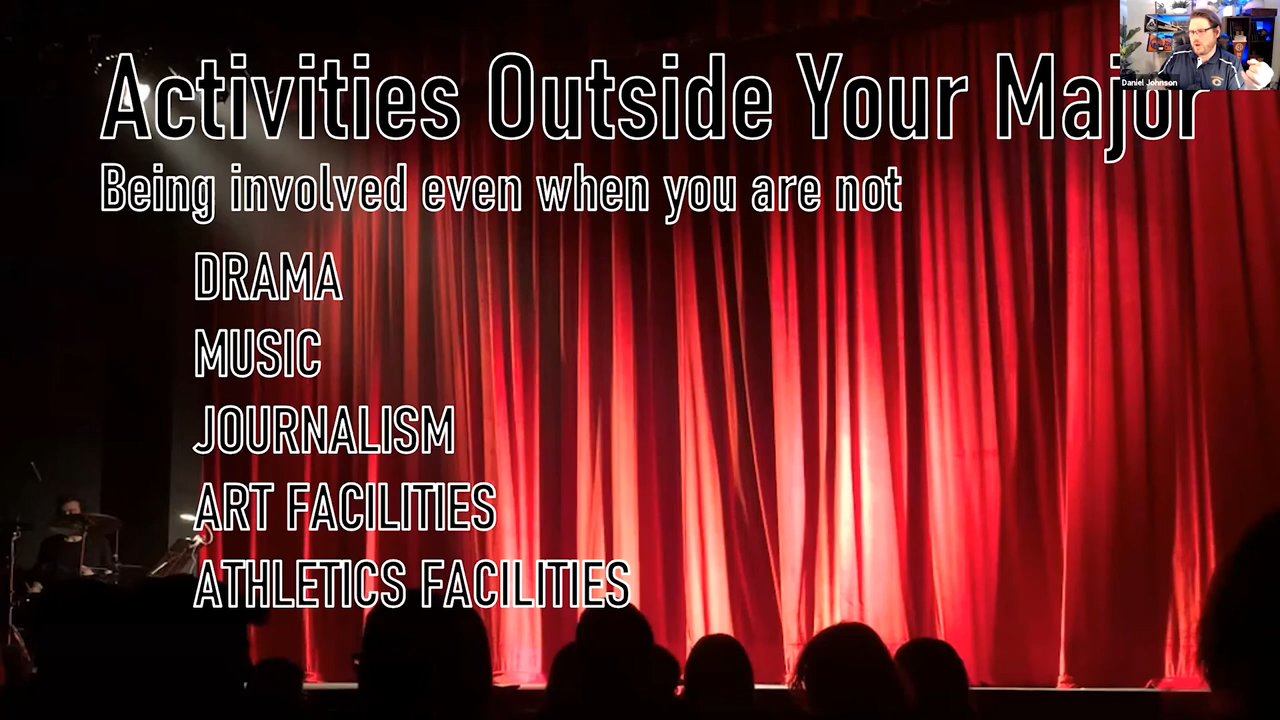 Activities Outside Your Major
Daniel Johnson
Being involved even when you are not
DRAMA
MUSIC
JOURNALISM
ART FACILITIES
ATHLETICS FACILITIES